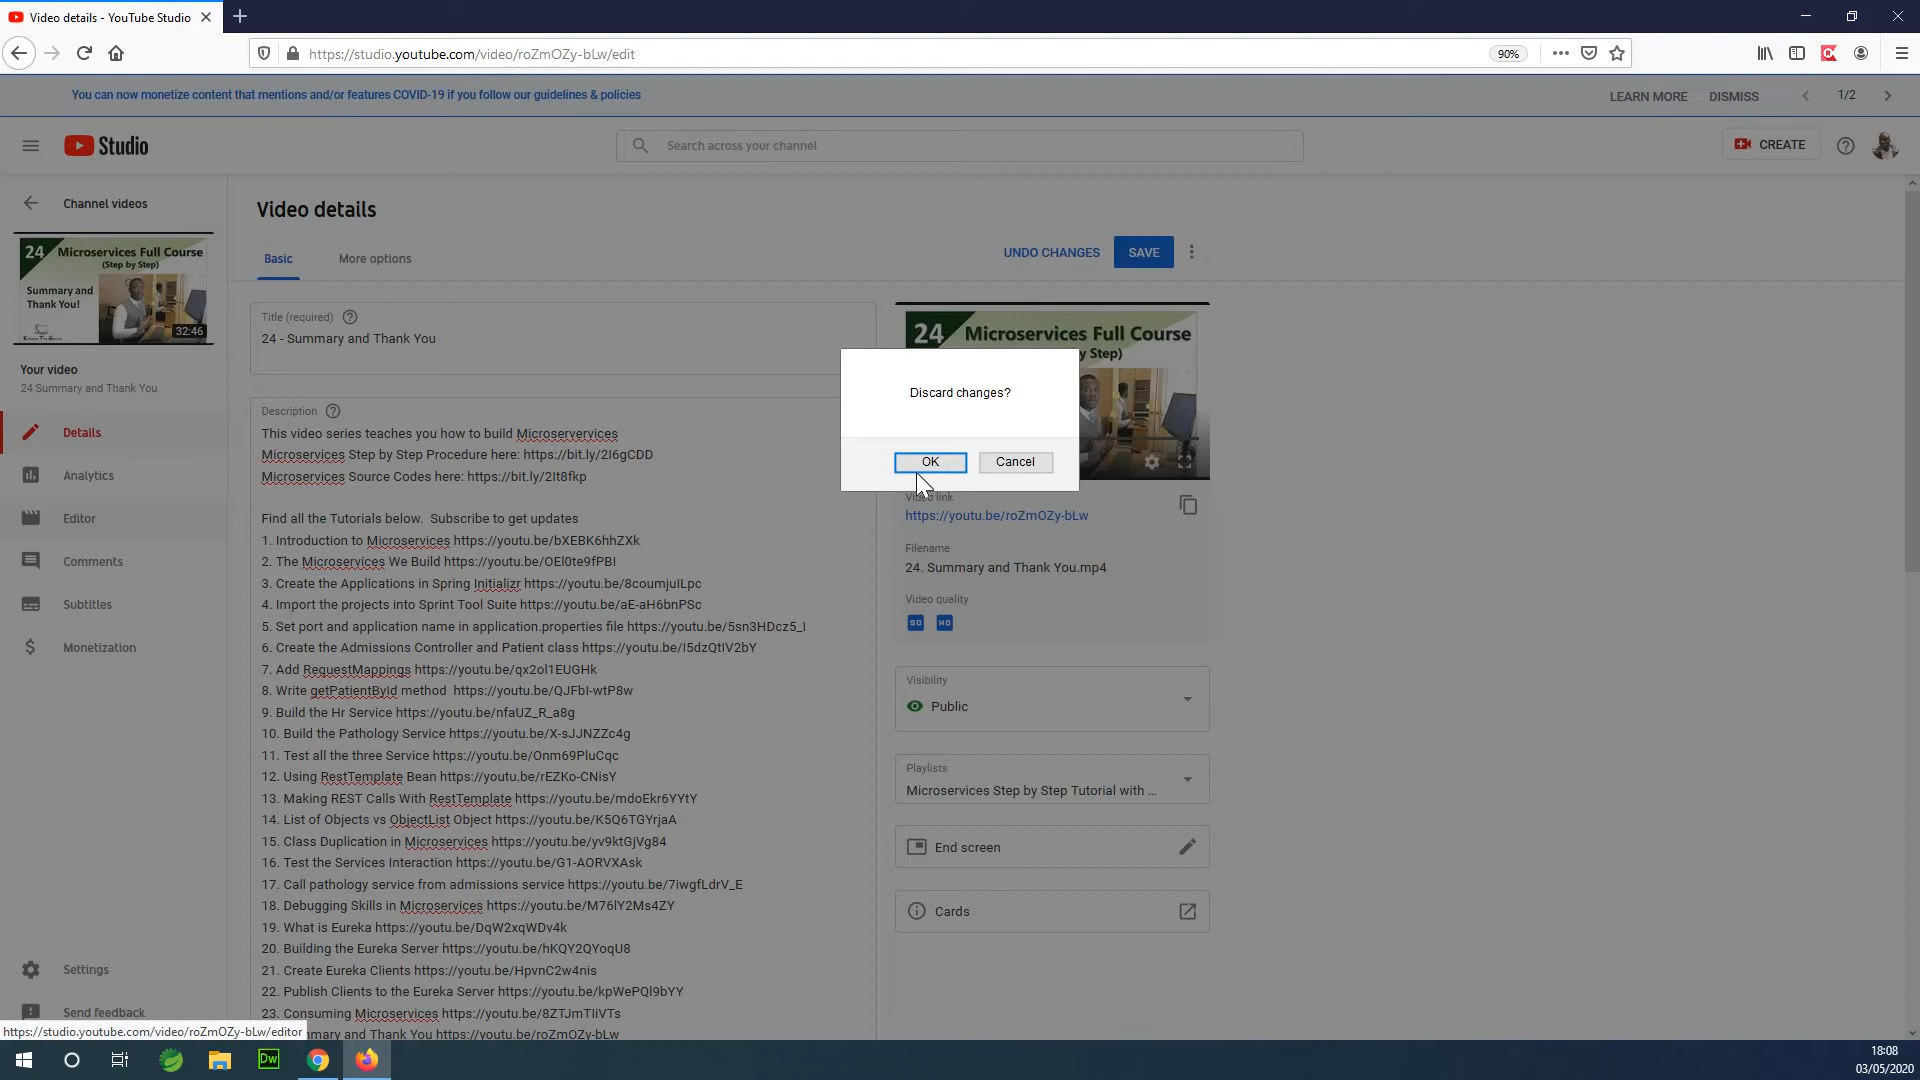 Video details - YouTube Studio
https://studio.youtube.com/video/roZmOZy-bLw/edit
90%
You can now monetize content that mentions and/or features COVID-19 if you follow our guidelines & policies
LEARN MORE
DISMISS
1/2
Studio
Search across your channel
CREATE
Channel videos
24
Microservices Full Course
(Step by Step)
Summary and
Thank You!
32:46
Your video
24 Summary and Thank You
Details
Analytics
Editor
Comments
Subtitles
Monetization
Settings
Send feedback
Video details
Basic
More options
UNDO CHANGES
SAVE
Title (required)
24 - Summary and Thank You
Description
This video series teaches you how to build Microservervices
Microservices Step by Step Procedure here: https://bit.ly/2I6gCDD
Microservices Source Codes here: https://bit.ly/2It8fkp
Find all the Tutorials below.  Subscribe to get updates
1. Introduction to Microservices https://youtu.be/bXEBK6hhZXk
2. The Microservices We Build https://youtu.be/OEl0te9fPBI
3. Create the Applications in Spring Initializr https://youtu.be/8coumjuILpc
4. Import the projects into Sprint Tool Suite https://youtu.be/aE-aH6bnPSc
5. Set port and application name in application.properties file https://youtu.be/5sn3HDcz5_I
6. Create the Admissions Controller and Patient class https://youtu.be/I5dzQtIV2bY
7. Add RequestMappings https://youtu.be/qx2ol1EUGHk
8. Write getPatientById method  https://youtu.be/QJFbI-wtP8w
9. Build the Hr Service https://youtu.be/nfaUZ_R_a8g
10. Build the Pathology Service https://youtu.be/X-sJJNZZc4g
11. Test all the three Service https://youtu.be/Onm69PluCqc
12. Using RestTemplate Bean https://youtu.be/rEZKo-CNisY
13. Making REST Calls With RestTemplate https://youtu.be/mdoEkr6YYtY
14. List of Objects vs ObjectList Object https://youtu.be/K5Q6TGYrjaA
15. Class Duplication in Microservices https://youtu.be/yv9ktGjVg84
16. Test the Services Interaction https://youtu.be/G1-AORVXAsk
17. Call pathology service from admissions service https://youtu.be/7iwgfLdrV_E
18. Debugging Skills in Microservices https://youtu.be/M76lY2Ms4ZY
19. What is Eureka https://youtu.be/DqW2xqWDv4k
20. Building the Eureka Server https://youtu.be/hKQY2QYoqU8
21. Create Eureka Clients https://youtu.be/HpvnC2w4nis
22. Publish Clients to the Eureka Server https://youtu.be/kpWePQl9bYY
23. Consuming Microservices https://youtu.be/8ZTJmTIiVTs
mmary and Thank You https://youtu.be/roZmOZy-bLw
24
Microservices Full Course
y Step)
Discard changes?
OK
Cancel
Video link
https://youtu.be/roZmOZy-bLw
Filename
24. Summary and Thank You.mp4
Video quality
SD
HD
Visibility
Public
Playlists
Microservices Step by Step Tutorial with ...
End screen
Cards
https://studio.youtube.com/video/roZmOZy-bLw/editor
Dw
18:08
03/05/2020